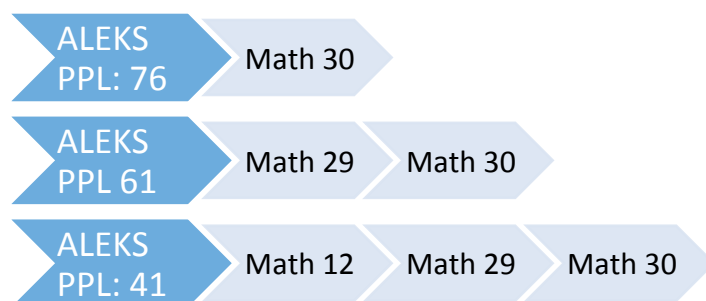 ALEKS
PPL: 76
Math 30
ALEKS
PPL 61
Math 29
Math 30
ALEKS
PPL: 41
Math 12
Math 29
Math 30